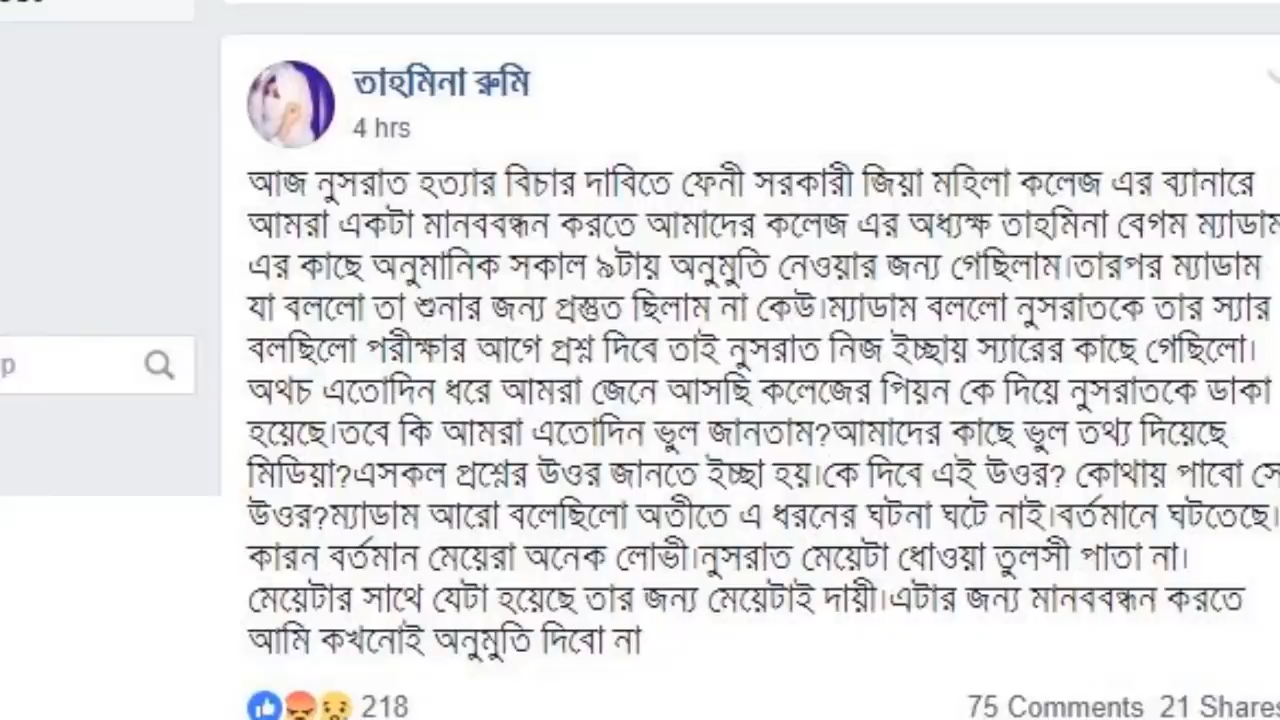 তাহমিনা রুমি
4 hrs
আজ নুসরাত হত্যার বিচার দাবিতে ফেনী সরকারী জিয়া মহিলা কলেজ এর ব্যানারে
আমরা একটা মানববন্ধন করতে আমাদের কলেজ এর অধ্যক্ষ তাহমিনা বেগম ম্যাডাম
এর কাছে অনুমানিক সকাল ৯টায় অনুমুতি নেওয়ার জন্য গেছিলাম।তারপর ম্যাডাম
যা বললো তা শুনার জন্য প্রস্তুত ছিলাম না কেউ।ম্যাডাম বললো নুসরাতকে তার স্যার
বলছিলো পরীক্ষার আগে প্রশ্ন দিবে তাই নুসরাত নিজ ইচ্ছায় স্যারের কাছে গেছিলো।
p
অথচ এতোদিন ধরে আমরা জেনে আসছি কলেজের পিয়ন কে দিয়ে নুসরাতকে ডাকা
হয়েছে।তবে কি আমরা এতোদিন ভুল জানতাম?আমাদের কাছে ভুল তথ্য দিয়েছে
মিডিয়া?এসকল প্রশ্নের উওর জানতে ইচ্ছা হয়।কে দিবে এই উওর? কোথায় পাবো সে
উওর?ম্যাডাম আরো বলেছিলো অতীতে এ ধরনের ঘটনা ঘটে নাই।বর্তমানে ঘটতেছে।
কারন বর্তমান মেয়েরা অনেক লোভী।নুসরাত মেয়েটা ধোওয়া তুলসী পাতা না।
মেয়েটার সাথে যেটা হয়েছে তার জন্য মেয়েটাই দায়ী।এটার জন্য মানববন্ধন করতে
আমি কখনোই অনুমুতি দিবো না
218
75 Comments 21 Shares